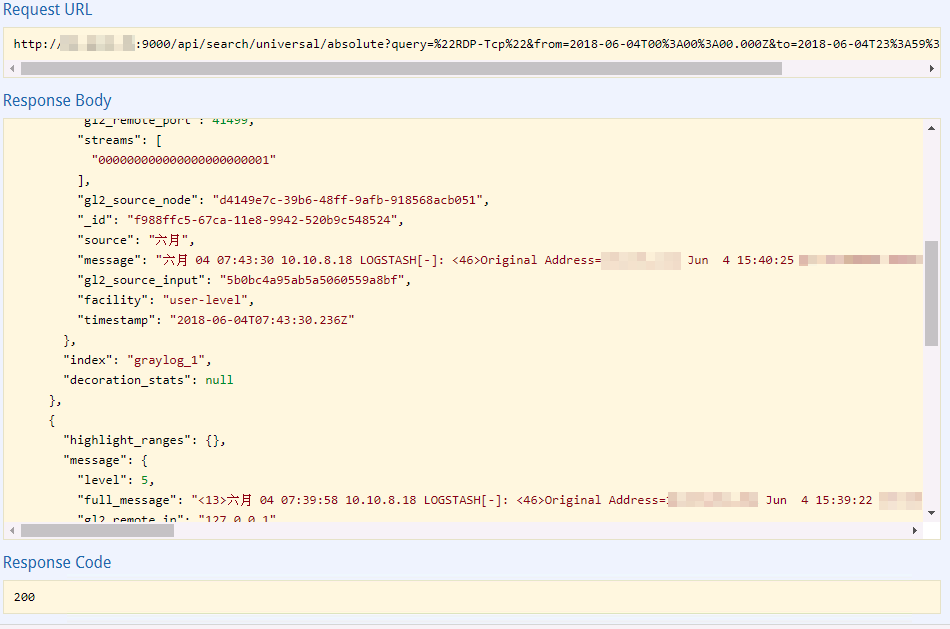 Request URL
http:// :9000/api/search/universal/absolute?query=%22RDP-Tcp%22&from=2018-06-04T00%3A00%3A00.000Z&to=2018-06-04T23%3A59%3
Response Body
"gl2_remote_port": 41499,
"streams": [
"000000000000000000000001"
],
"gl2_source_node": "d4149e7c-39b6-48ff-9afb-918568acb051",
"_id": "f988ffc5-67ca-11e8-9942-520b9c548524",
"source": "六月",
"message": "六月 04 07:43:30 10.10.8.18 LOGSTASH[-]: <46>Original Address= Jun  4 15:40:25
"gl2_source_input": "5b0bc4a95ab5a5060559a8bf",
"facility": "user-level",
"timestamp": "2018-06-04T07:43:30.236Z"
},
"index": "graylog_1",
"decoration_stats": null
},
{
"highlight_ranges": {},
"message": {
"level": 5,
"full_message": "<13>六月 04 07:39:58 10.10.8.18 LOGSTASH[-]: <46>Original Address= Jun  4 15:39:22
"gl2_remote_ip": "127.0.0.1"
Response Code
200